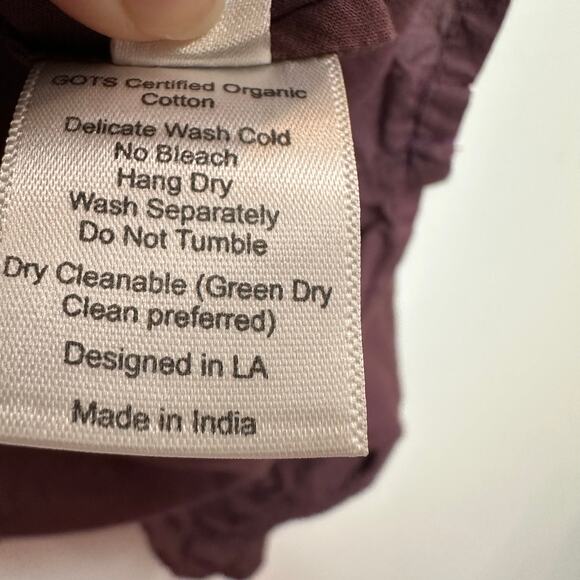 GOTS Certified Organic
Cotton
Delicate Wash Cold
No Bleach
Hang Dry
Wash Separately
Do Not Tumble
Dry Cleanable (Green Dry
Clean preferred)
Designed in LA
Made in India